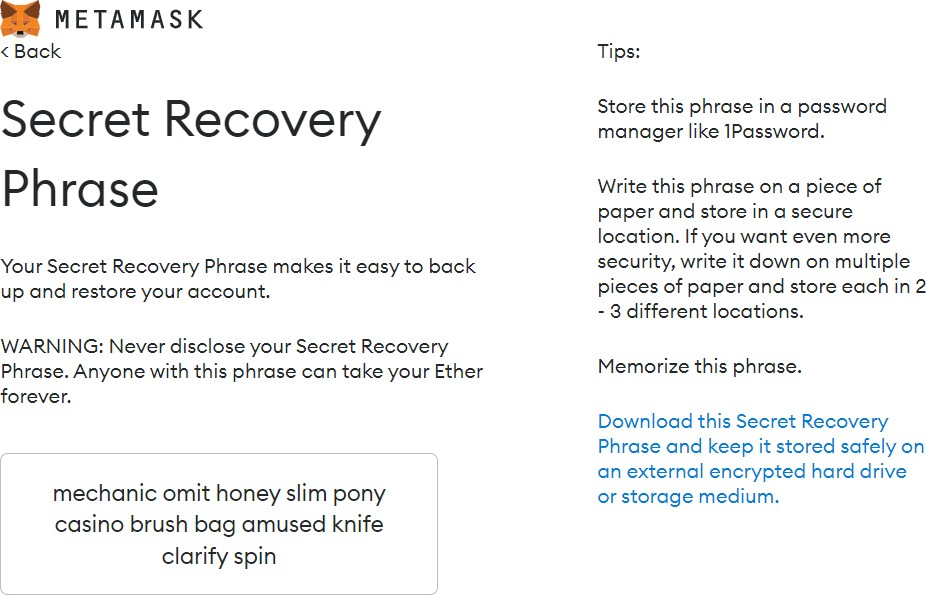 METAMASK
< Back
Secret Recovery
Phrase
Your Secret Recovery Phrase makes it easy to back
up and restore your account.
WARNING: Never disclose your Secret Recovery
Phrase. Anyone with this phrase can take your Ether
forever.
mechanic omit honey slim pony
casino brush bag amused knife
clarify spin
Tips:
Store this phrase in a password
manager like 1Password.
Write this phrase on a piece of
paper and store in a secure
location. If you want even more
security, write it down on multiple
pieces of paper and store each in 2
- 3 different locations.
Memorize this phrase.
Download this Secret Recovery
Phrase and keep it stored safely on
an external encrypted hard drive
or storage medium.